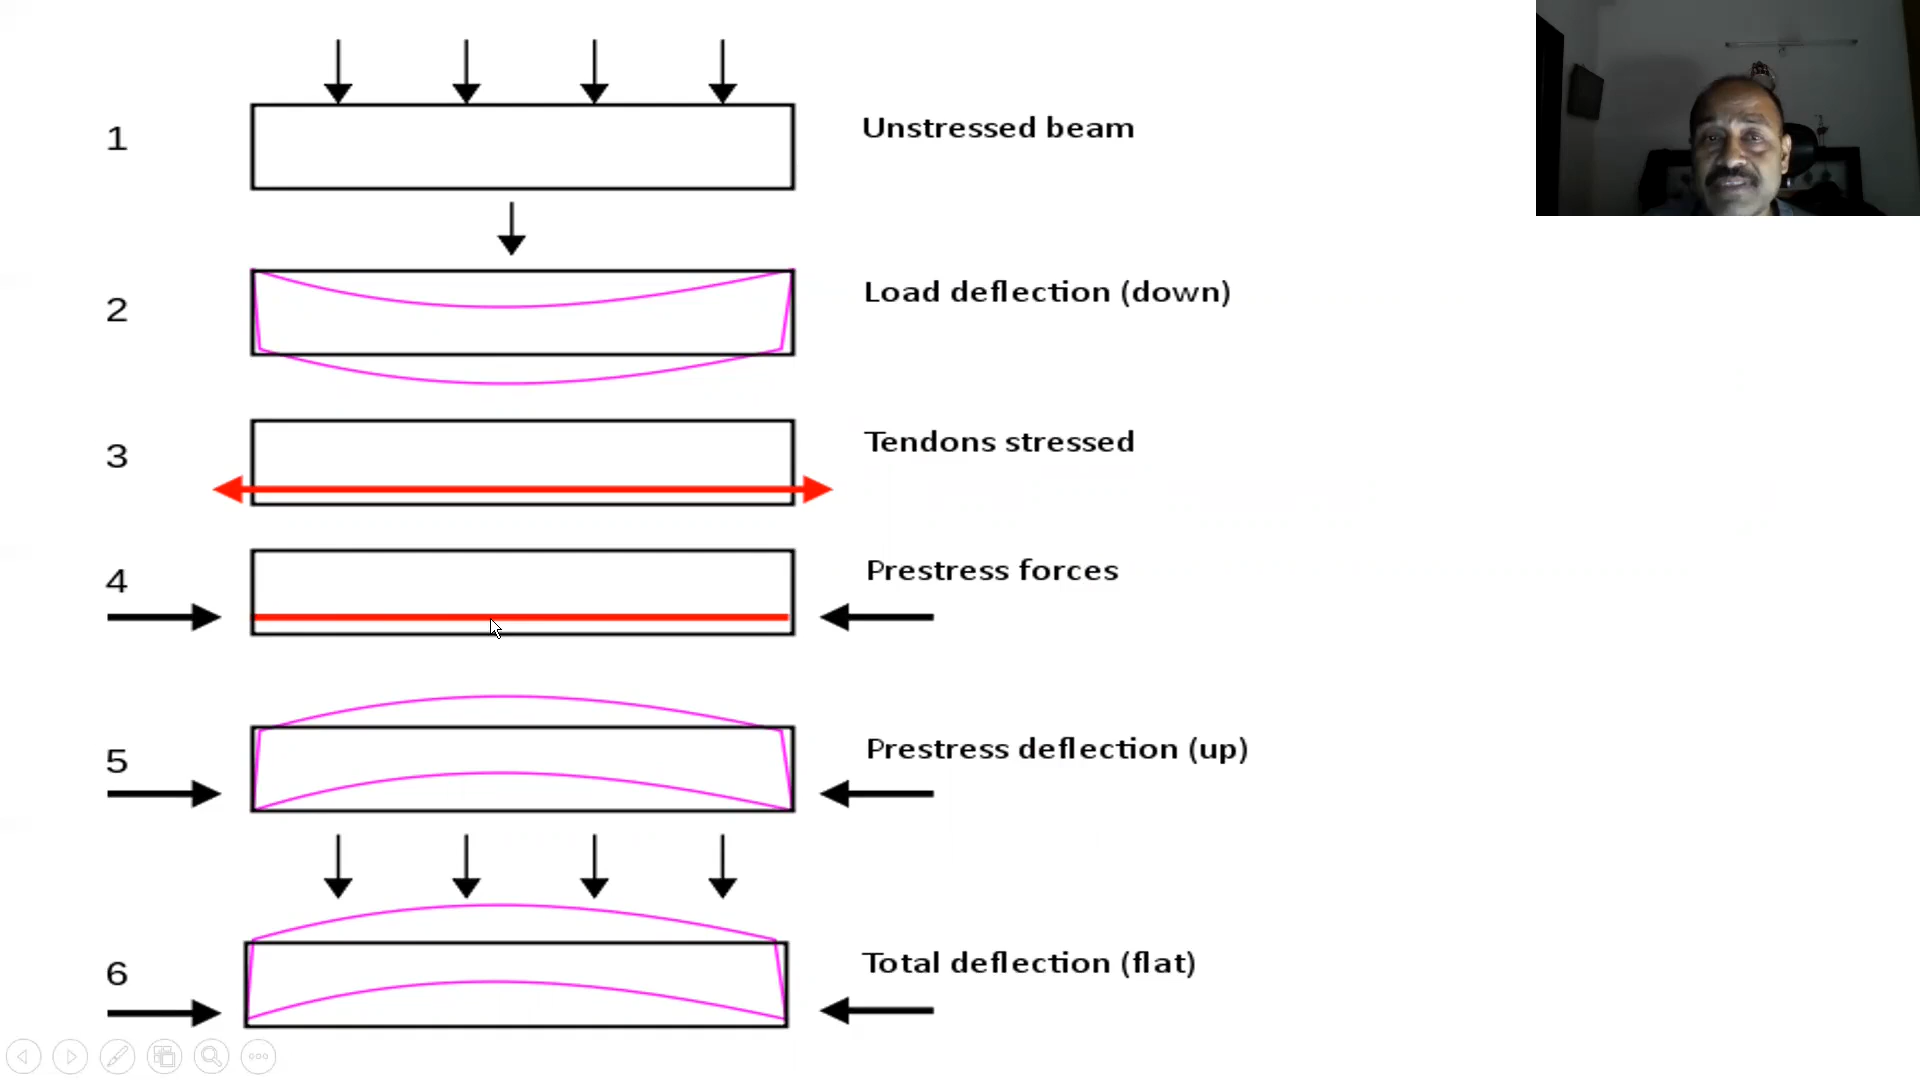 1
Unstressed beam
2
Load deflection (down)
3
Tendons stressed
4
Prestress forces
5
Prestress deflection (up)
6
Total deflection (flat)